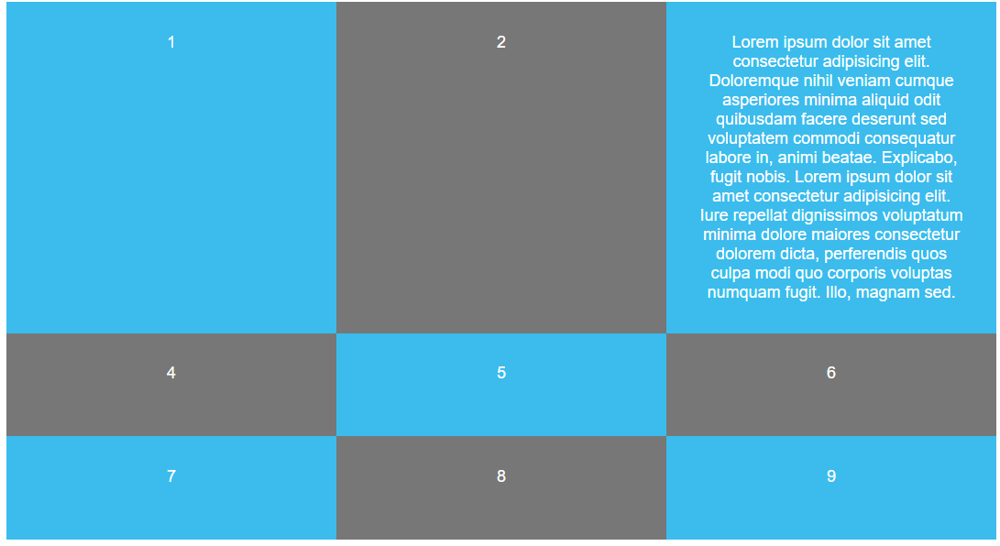 1
2
Lorem ipsum dolor sit amet
consectetur adipisicing elit.
Doloremque nihil veniam cumque
asperiores minima aliquid odit
quibusdam facere deserunt sed
voluptatem commodi consequatur
labore in, animi beatae. Explicabo,
fugit nobis. Lorem ipsum dolor sit
amet consectetur adipisicing elit.
Iure repellat dignissimos voluptatum
minima dolore maiores consectetur
dolorem dicta, perferendis quos
culpa modi quo corporis voluptas
numquam fugit. Illo, magnam sed.
4
5
6
7
8
9